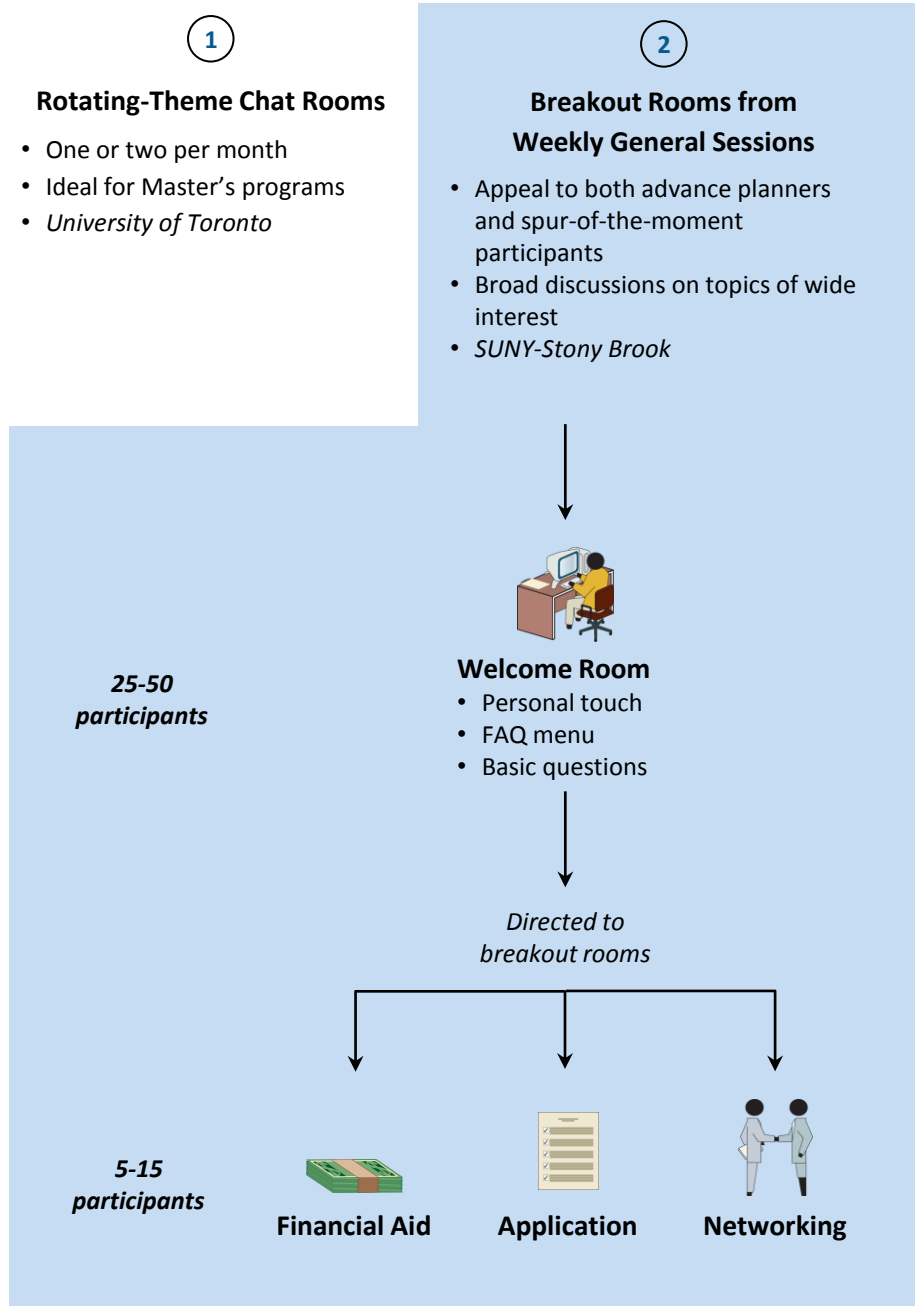 1
Rotating-Theme Chat Rooms
• One or two per month
• Ideal for Master's programs
• University of Toronto
2
Breakout Rooms from
Weekly General Sessions
• Appeal to both advance planners
and spur-of-the-moment
participants
• Broad discussions on topics of wide
interest
• SUNY-Stony Brook
25-50
participants
Welcome Room
• Personal touch
• FAQ menu
• Basic questions
Directed to
breakout rooms
5-15
participants
Financial Aid
Application
Networking